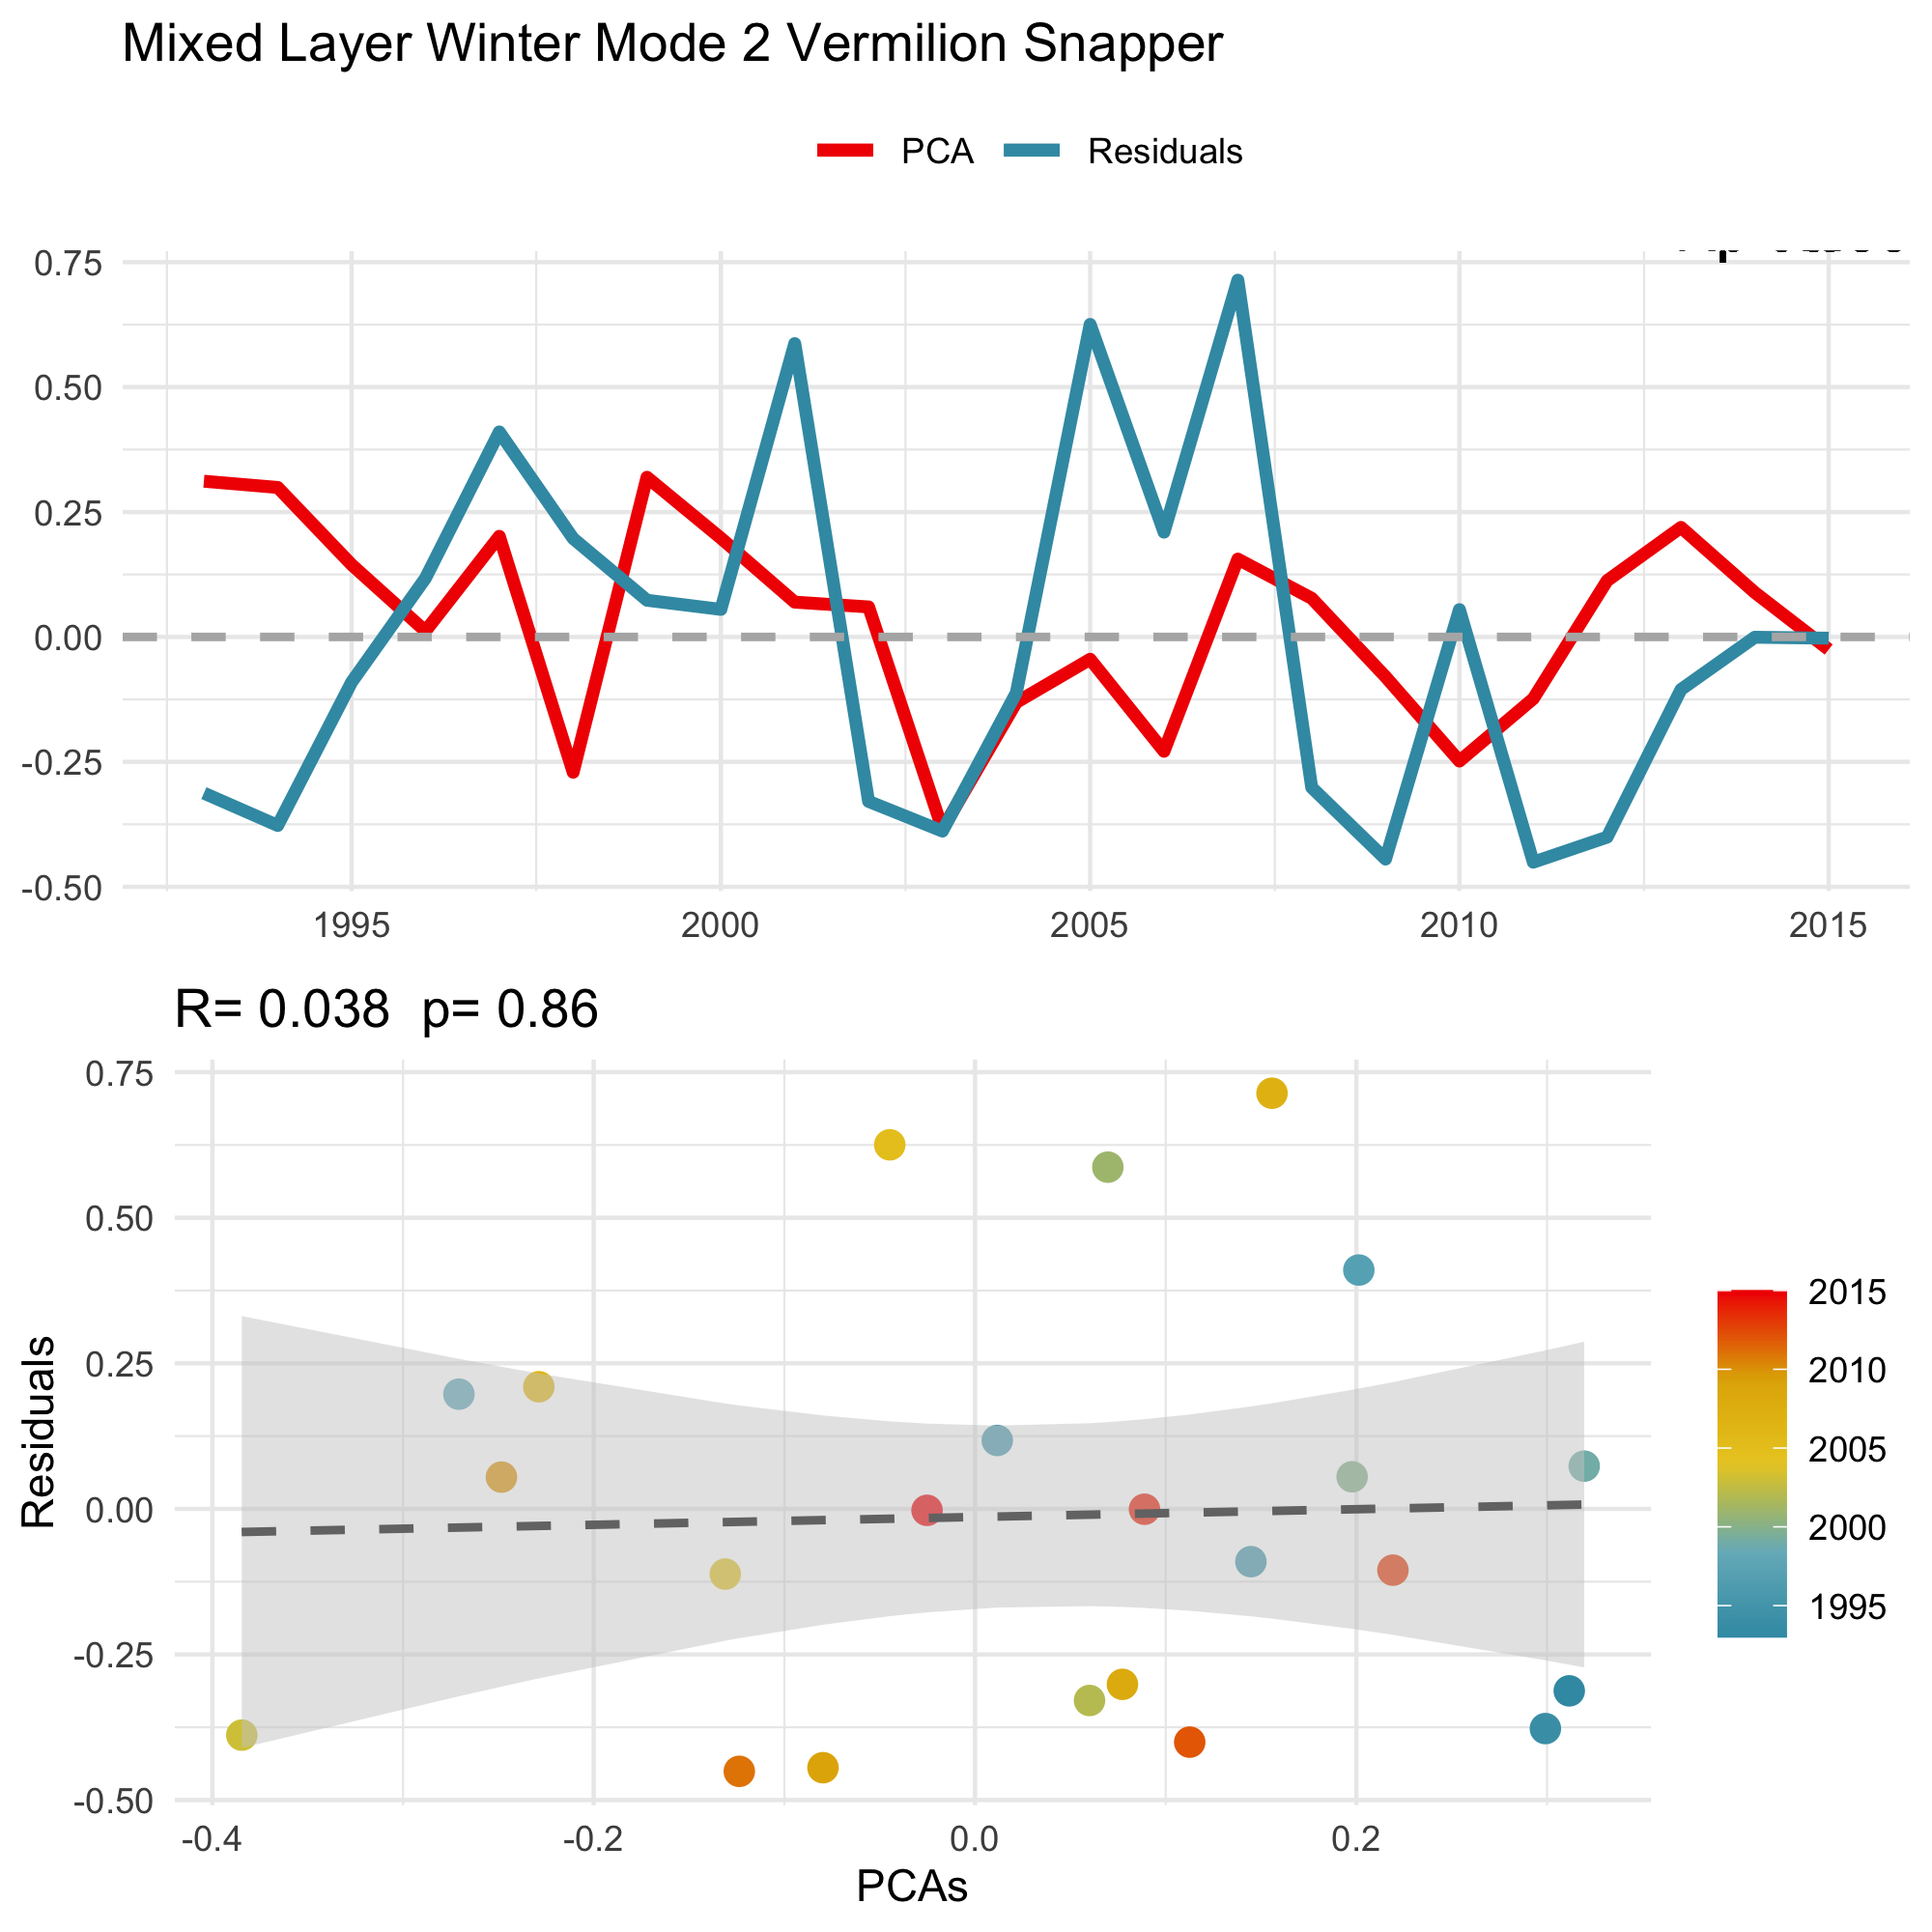 Mixed Layer Winter Mode 2 Vermilion Snapper
PCA Residuals
0.75
0.50
0.25
0.00
-0.25
-0.50
1995 2000 2005 2010 2015
R= 0.038 p= 0.86
0.75
0.50
0.25
0.00
-0.25
-0.50
Residuals
-0.4 -0.2 0.0 0.2
PCAs
2015
2010
2005
2000
1995